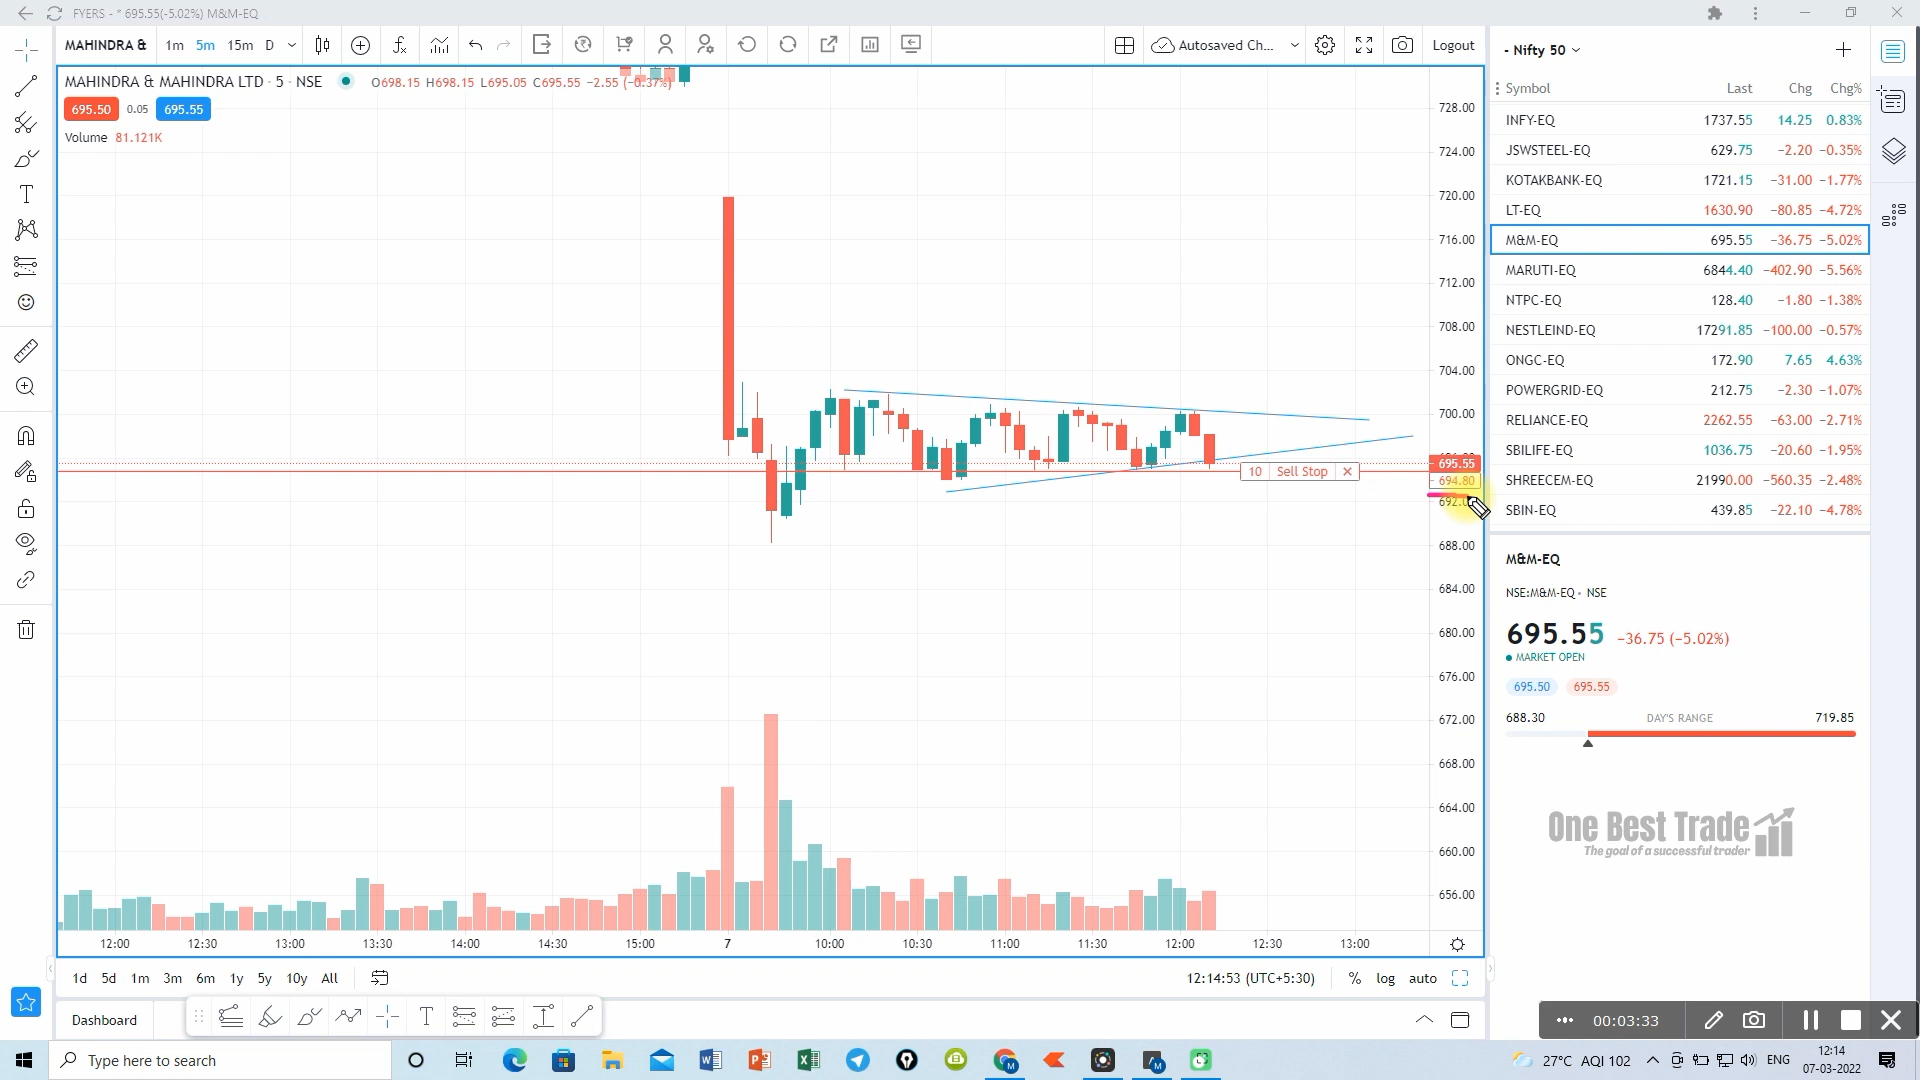 FYERS - * 695.55(-5.02%) M&M-EQ
MAHINDRA & 1m 5m 15m D
Autosaved Ch... Logout
MAHINDRA & MAHINDRA LTD · 5 · NSE O698.15 H698.15 L695.05 C695.55 −2.55 (−0.37%)
695.50 0.05 695.55
Volume 81.121K
728.00
724.00
720.00
716.00
712.00
708.00
704.00
700.00
695.55
694.80
10 Sell Stop
688.00
684.00
680.00
676.00
672.00
668.00
664.00
660.00
656.00
12:00 12:30 13:00 13:30 14:00 14:30 15:00 7 10:00 10:30 11:00 11:30 12:00 12:30 13:00
1d 5d 1m 3m 6m 1y 5y 10y All
12:14:53 (UTC+5:30) % log auto
Dashboard
- Nifty 50
Symbol Last Chg Chg%
INFY-EQ 1737.55 14.25 0.83%
JSWSTEEL-EQ 629.75 −2.20 −0.35%
KOTAKBANK-EQ 1721.15 −31.00 −1.77%
LT-EQ 1630.90 −80.85 −4.72%
M&M-EQ 695.55 −36.75 −5.02%
MARUTI-EQ 6844.40 −402.90 −5.56%
NTPC-EQ 128.40 −1.80 −1.38%
NESTLEIND-EQ 17291.85 −100.00 −0.57%
ONGC-EQ 172.90 7.65 4.63%
POWERGRID-EQ 212.75 −2.30 −1.07%
RELIANCE-EQ 2262.55 −63.00 −2.71%
SBILIFE-EQ 1036.75 −20.60 −1.95%
SHREECEM-EQ 21990.00 −560.35 −2.48%
SBIN-EQ 439.85 −22.10 −4.78%
M&M-EQ
NSE:M&M-EQ • NSE
695.55 −36.75 (−5.02%)
MARKET OPEN
695.50 695.55
688.30 DAY'S RANGE 719.85
One Best Trade
The goal of a successful trader
00:03:33
Type here to search
27°C AQI 102 ENG 12:14
07-03-2022